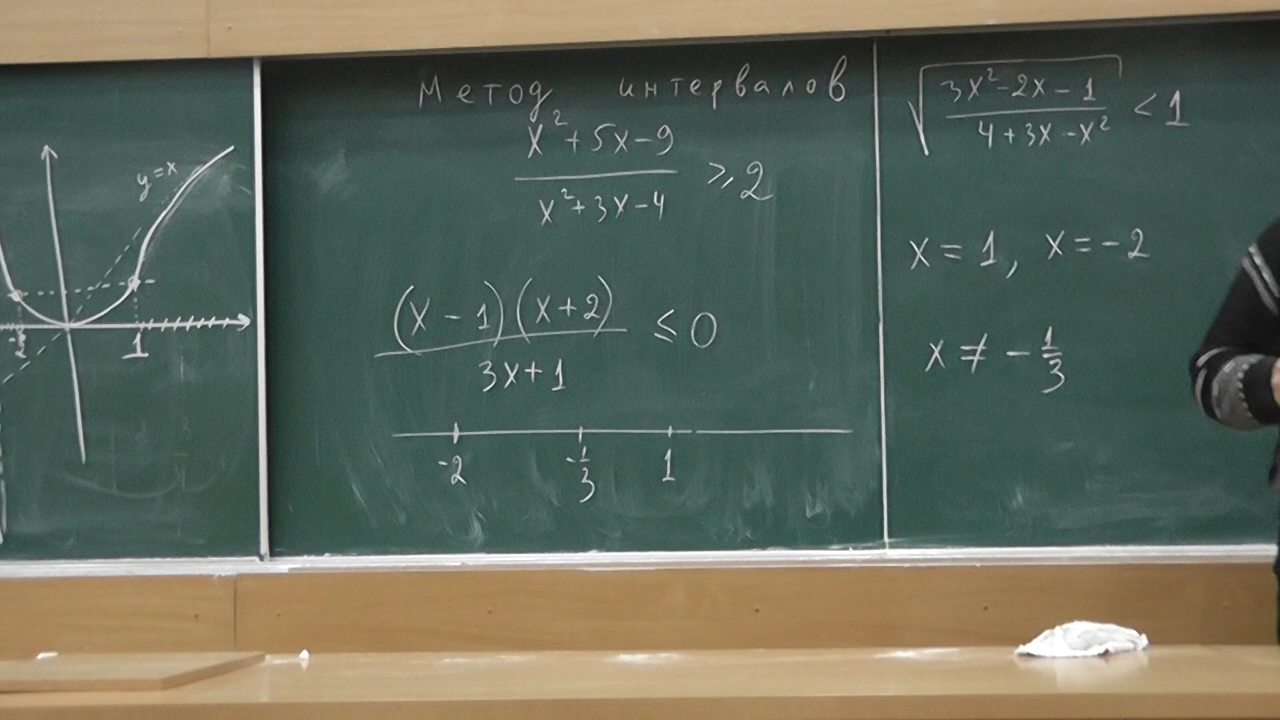 y=x
1
Метод интервалов
x²+5x-9
x²+3x-4
⩾2
(x-1)(x+2)
3x+1
≤0
-2 -1/3 1
√((3x²-2x-1)/(4+3x-x²)) < 1
x=1, x=-2
x≠-1/3